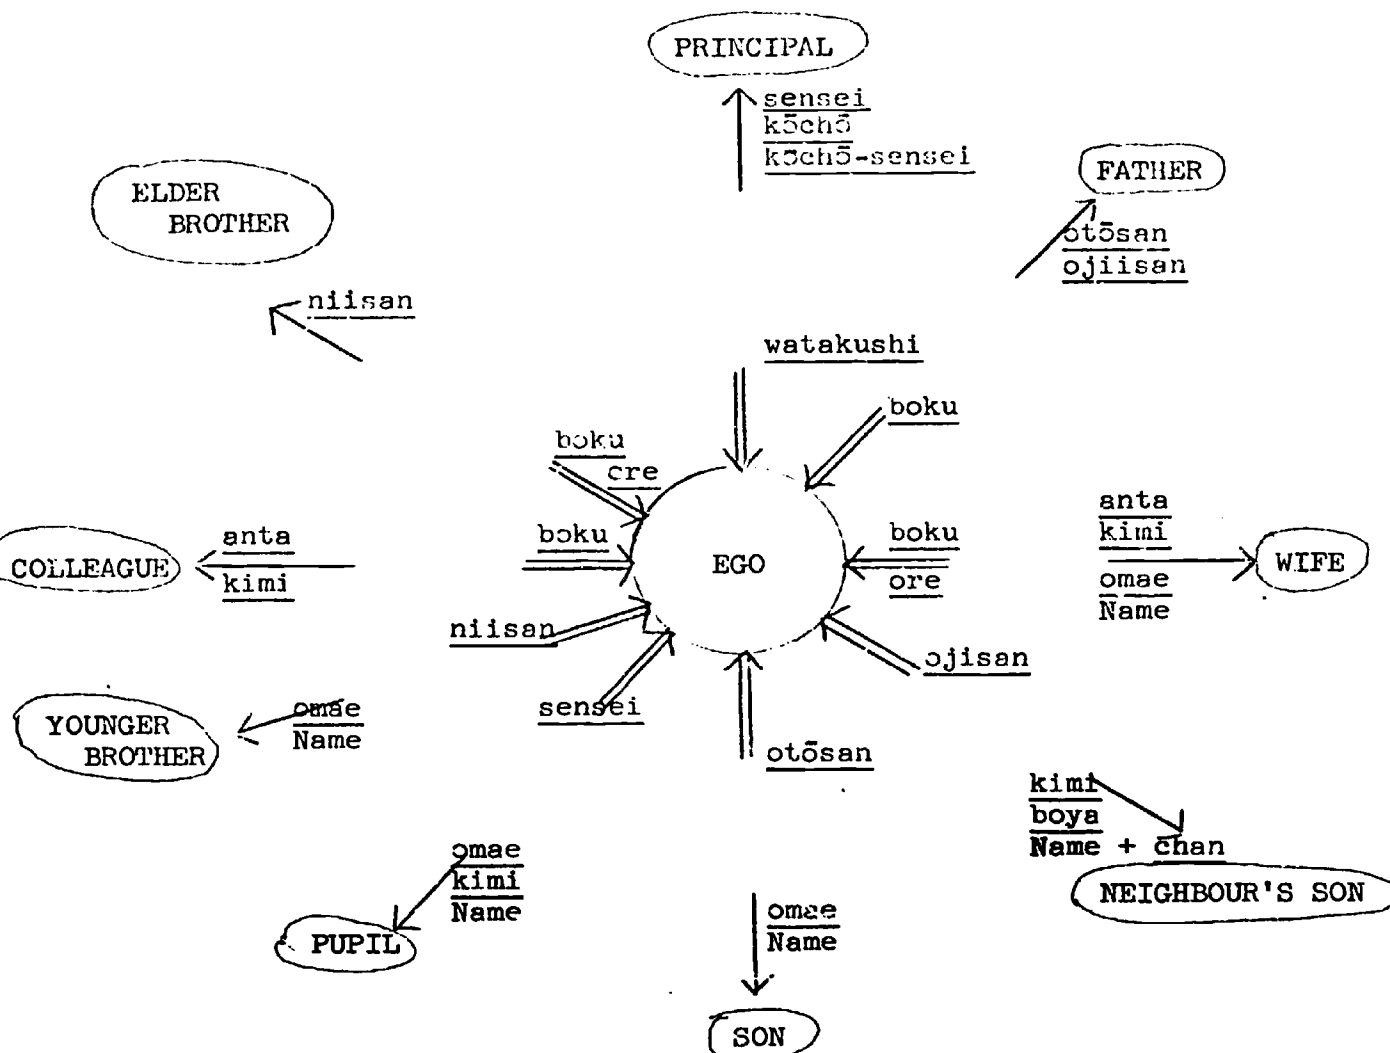 PRINCIPAL
sensei
kōchō
kōchō-sensei
FATHER
otōsan
ojiisan
ELDER
BROTHER
niisan
watakushi
boku
boku
cre
anta
kimi
COLLEAGUE
boku
EGO
boku
ore
anta
kimi
omae
Name
WIFE
niisan
sensei
ojisan
otōsan
YOUNGER
BROTHER
omae
Name
kimi
boya
Name + chan
NEIGHBOUR'S SON
omae
kimi
Name
PUPIL
omae
Name
SON